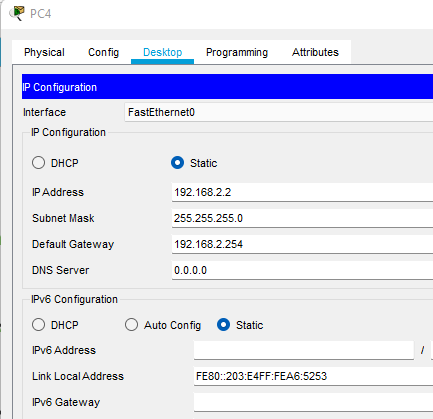 PC4
Physical Config Desktop Programming Attributes
IP Configuration
Interface FastEthernet0
IP Configuration
DHCP Static
IP Address 192.168.2.2
Subnet Mask 255.255.255.0
Default Gateway 192.168.2.254
DNS Server 0.0.0.0
IPv6 Configuration
DHCP Auto Config Static
IPv6 Address /
Link Local Address FE80::203:E4FF:FEA6:5253
IPv6 Gateway